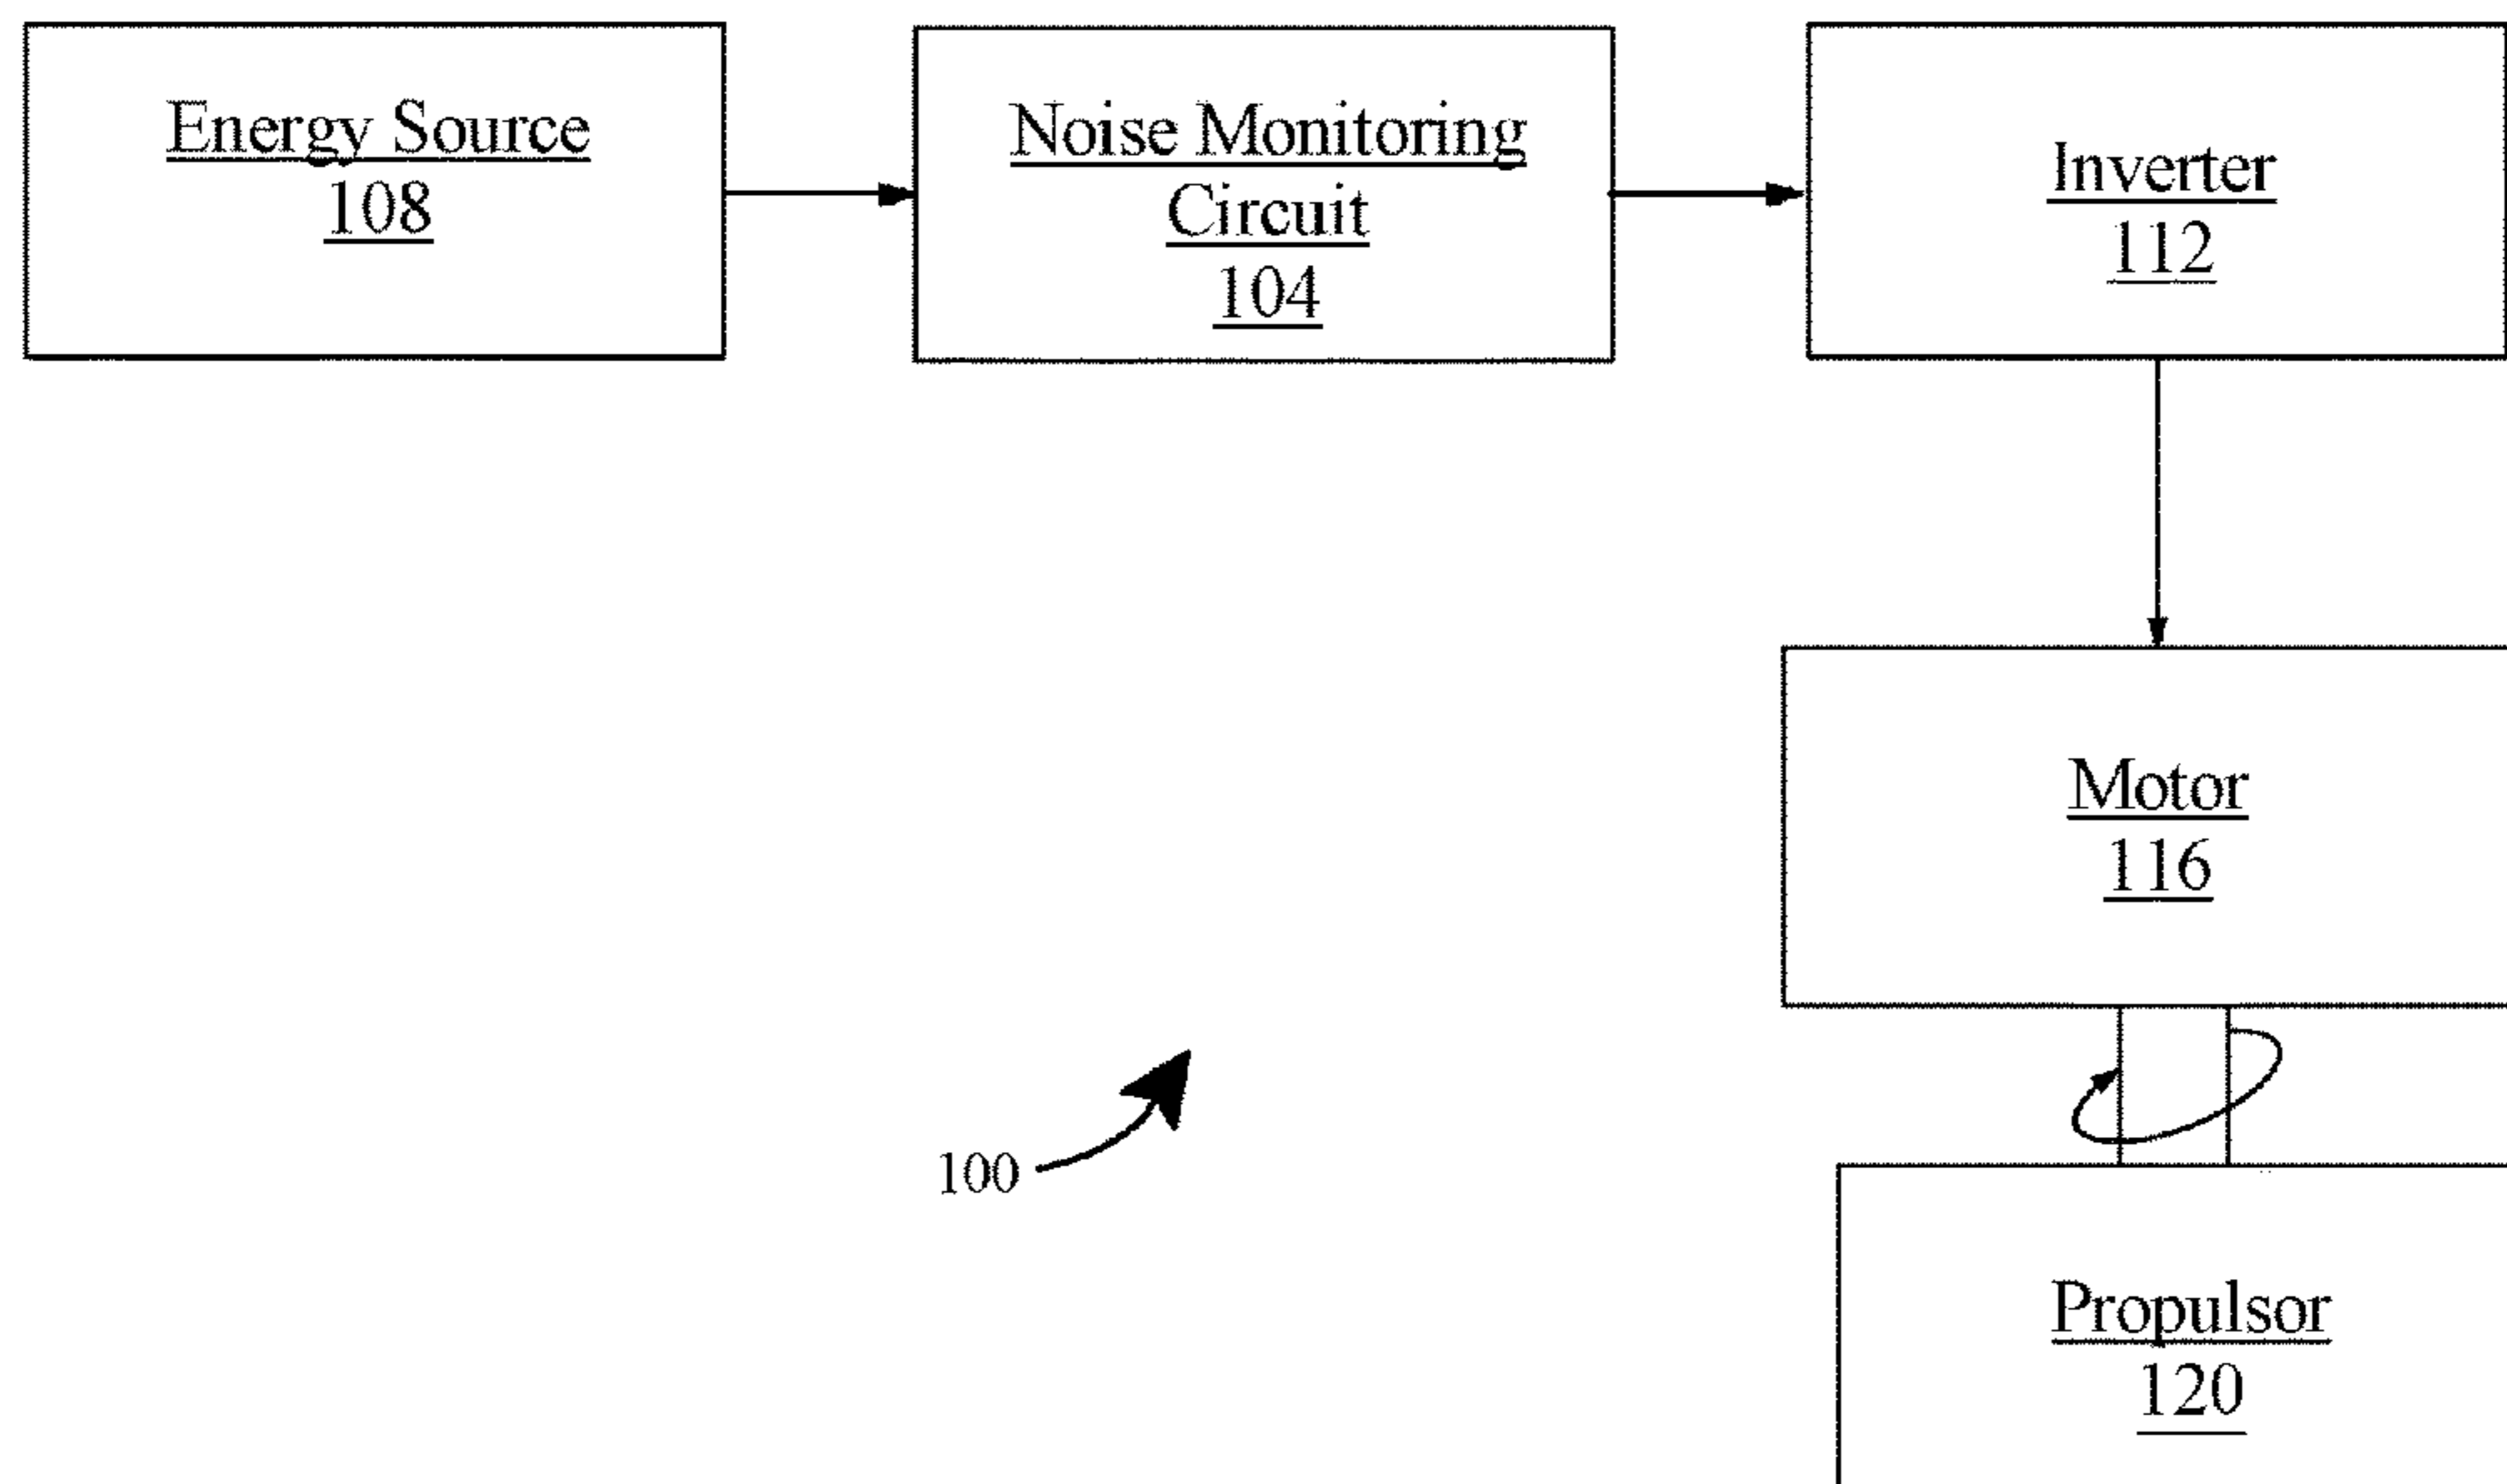 Energy Source
108
Noise Monitoring
Circuit
104
Inverter
112
Motor
116
100
Propulsor
120